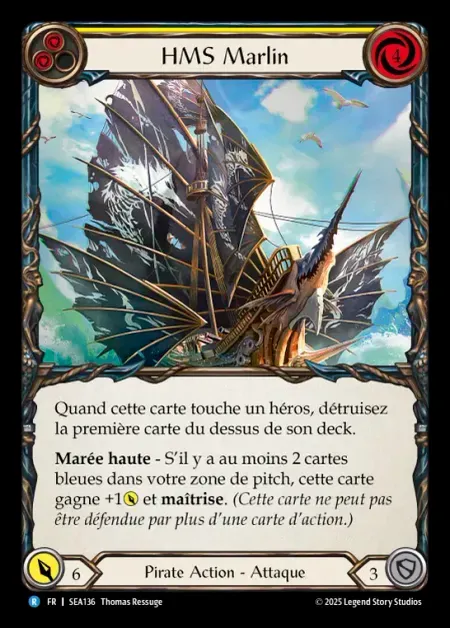 HMS Marlin
4
Quand cette carte touche un héros, détruisez
la première carte du dessus de son deck.
Marée haute - S'il y a au moins 2 cartes
bleues dans votre zone de pitch, cette carte
gagne +1 et maîtrise. (Cette carte ne peut pas
être défendue par plus d'une carte d'action.)
6 Pirate Action - Attaque 3
R FR | SEA136 Thomas Ressuge © 2025 Legend Story Studios